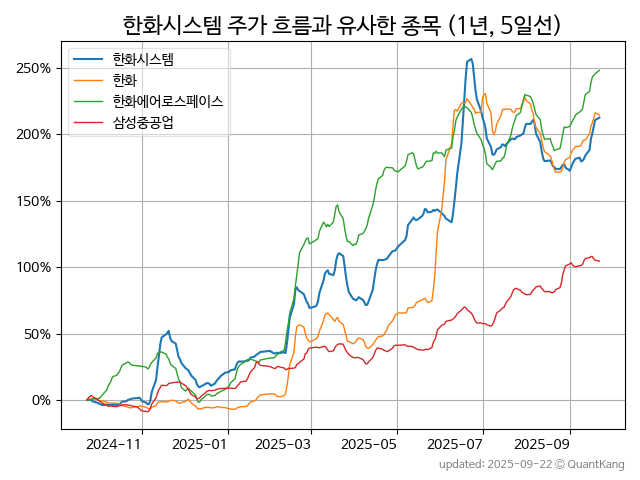 한화시스템 주가 흐름과 유사한 종목 (1년, 5일선)
한화시스템
한화
한화에어로스페이스
삼성중공업
250%
200%
150%
100%
50%
0%
2024-11 2025-01 2025-03 2025-05 2025-07 2025-09
updated: 2025-09-22 © QuantKang